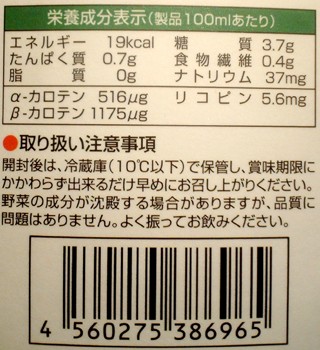 栄養成分表示(製品100mlあたり)
エネルギー 19kcal 糖質 3.7g
たんぱく質 0.7g 食物繊維 0.4g
脂質 0g ナトリウム 37mg
α-カロテン 516μg リコピン 5.6mg
β-カロテン 1175μg
●取り扱い注意事項
開封後は、冷蔵庫(10℃以下)で保管し、賞味期限に
かかわらず出来るだけ早めにお召し上がりください。
野菜の成分が沈殿する場合がありますが、品質に
問題はありません。よく振ってお飲みください。
4 560275 386965